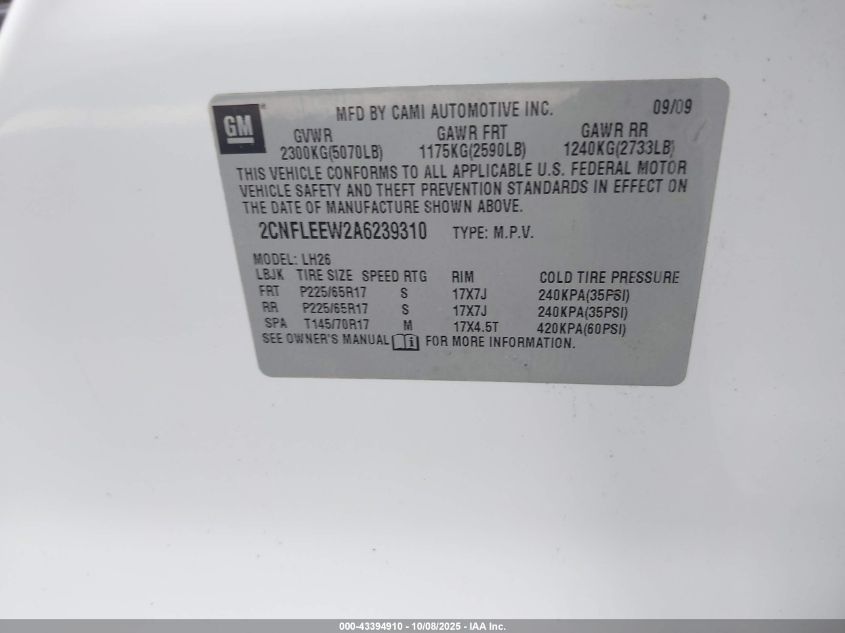 GM
MFD BY CAMI AUTOMOTIVE INC. 09/09
GVWR GAWR FRT GAWR RR
2300KG(5070LB) 1175KG(2590LB) 1240KG(2733LB)
THIS VEHICLE CONFORMS TO ALL APPLICABLE U.S. FEDERAL MOTOR
VEHICLE SAFETY AND THEFT PREVENTION STANDARDS IN EFFECT ON
THE DATE OF MANUFACTURE SHOWN ABOVE.
2CNFLEEW2A6239310 TYPE: M.P.V.
MODEL: LH26
LBJK TIRE SIZE SPEED RTG RIM COLD TIRE PRESSURE
FRT P225/65R17 S 17X7J 240KPA(35PSI)
RR P225/65R17 S 17X7J 240KPA(35PSI)
SPA T145/70R17 M 17X4.5T 420KPA(60PSI)
SEE OWNER'S MANUAL FOR MORE INFORMATION.
000-43394910 - 10/08/2025 - IAA Inc.